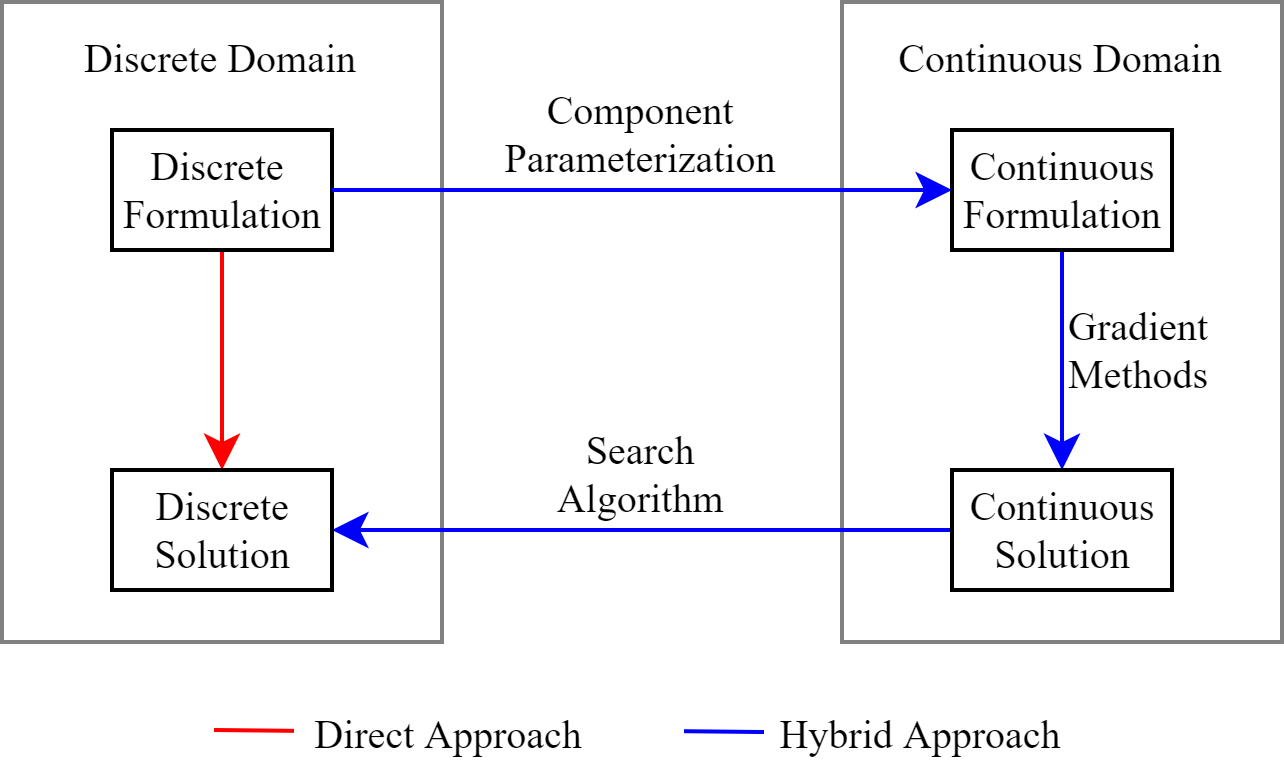 Discrete Domain
Continuous Domain
Component
Parameterization
Discrete
Formulation
Continuous
Formulation
Gradient
Methods
Search
Algorithm
Discrete
Solution
Continuous
Solution
Direct Approach
Hybrid Approach